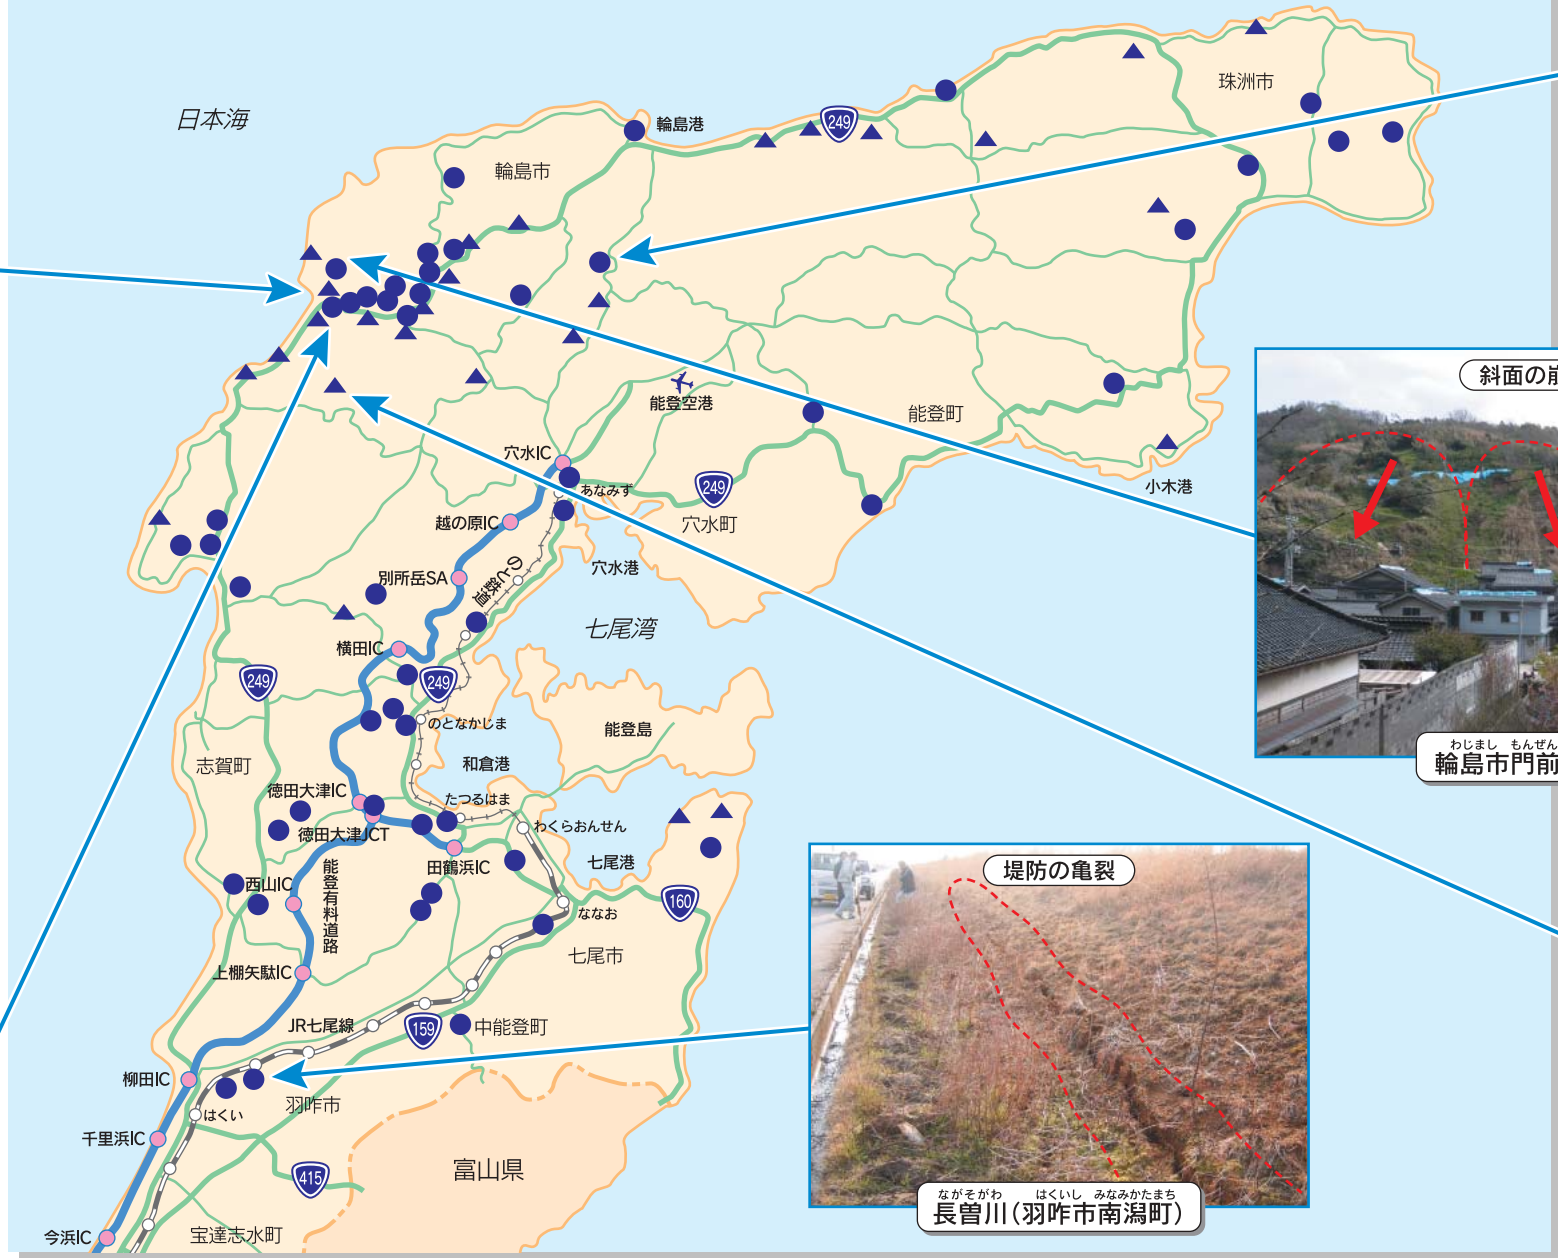 日本海
輪島港
249
珠洲市
輪島市
斜面の崩
能登空港
能登町
穴水IC
あなみず
249
小木港
越の原IC
穴水町
穴水港
別所岳SA
のと鉄道
七尾湾
横田IC
249
249
のとなかじま
能登島
志賀町
和倉港
わじまし もんぜん
輪島市門前
徳田大津IC
たつるはま
わくらおんせん
徳田大津JCT
七尾港
田鶴浜IC
堤防の亀裂
西山IC
能登有料道路
160
ななお
七尾市
上棚矢駄IC
JR七尾線
159
中能登町
柳田IC
はくい
羽咋市
千里浜IC
415
富山県
ながそがわ はくいし みなみかたまち
長曽川(羽咋市南潟町)
今浜IC
宝達志水町